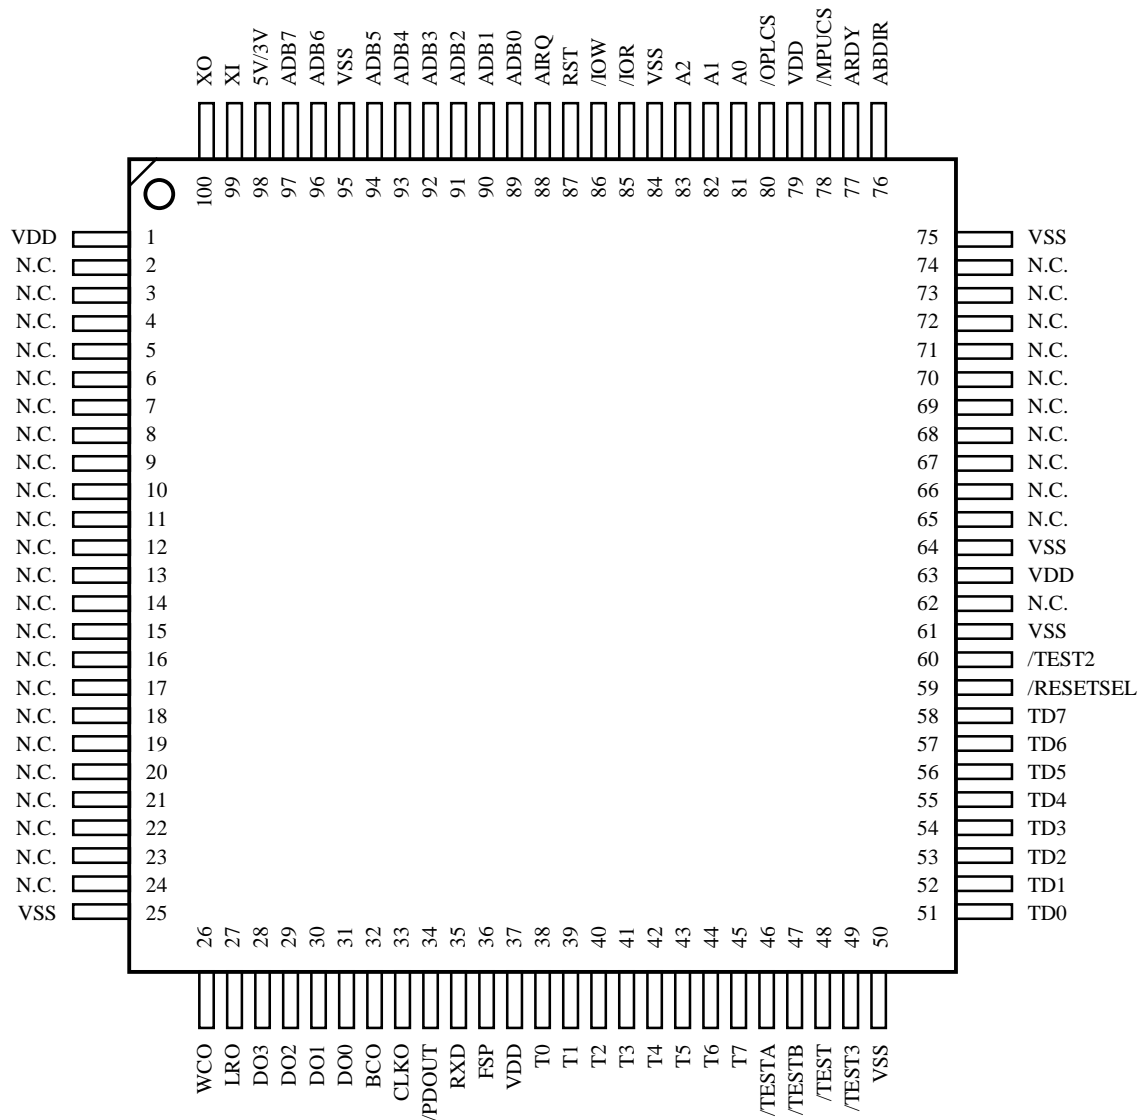 XO
XI
5V/3V
ADB7
ADB6
VSS
ADB5
ADB4
ADB3
ADB2
ADB1
ADB0
AIRQ
RST
/IOW
/IOR
VSS
A2
A1
A0
/OPLCS
VDD
/MPUCS
ARDY
ABDIR
100
99
98
97
96
95
94
93
92
91
90
89
88
87
86
85
84
83
82
81
80
79
78
77
76
VDD 1 75 VSS
N.C. 2 74 N.C.
N.C. 3 73 N.C.
N.C. 4 72 N.C.
N.C. 5 71 N.C.
N.C. 6 70 N.C.
N.C. 7 69 N.C.
N.C. 8 68 N.C.
N.C. 9 67 N.C.
N.C. 10 66 N.C.
N.C. 11 65 N.C.
N.C. 12 64 VSS
N.C. 13 63 VDD
N.C. 14 62 N.C.
N.C. 15 61 VSS
N.C. 16 60 /TEST2
N.C. 17 59 /RESETSEL
N.C. 18 58 TD7
N.C. 19 57 TD6
N.C. 20 56 TD5
N.C. 21 55 TD4
N.C. 22 54 TD3
N.C. 23 53 TD2
N.C. 24 52 TD1
VSS 25 51 TD0
26
27
28
29
30
31
32
33
34
35
36
37
38
39
40
41
42
43
44
45
46
47
48
49
50
WCO
LRO
DO3
DO2
DO1
DO0
BCO
CLKO
/PDOUT
RXD
FSP
VDD
T0
T1
T2
T3
T4
T5
T6
T7
/TESTA
/TESTB
/TEST
/TEST3
VSS